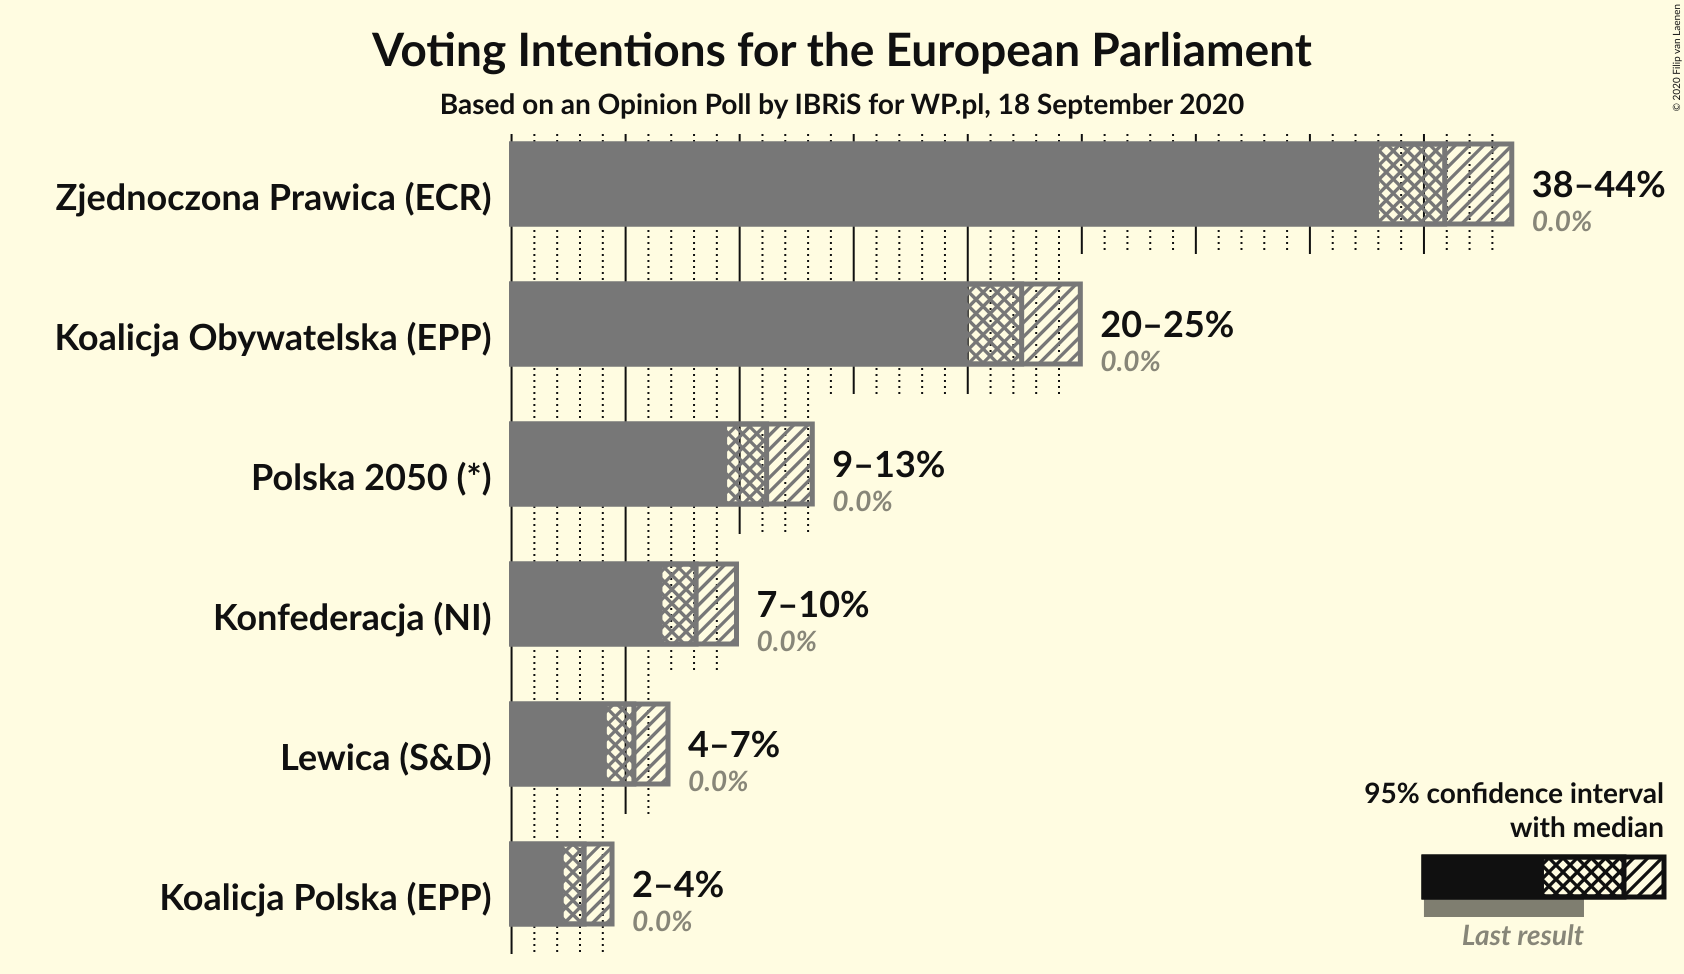 Voting Intentions for the European Parliament
Based on an Opinion Poll by IBRiS for WP.pl, 18 September 2020
© 2020 Filip van Laenen
Zjednoczona Prawica (ECR)
38–44%
0.0%
Koalicja Obywatelska (EPP)
20–25%
0.0%
Polska 2050 (*)
9–13%
0.0%
Konfederacja (NI)
7–10%
0.0%
Lewica (S&D)
4–7%
0.0%
Koalicja Polska (EPP)
2–4%
0.0%
95% confidence interval
with median
Last result